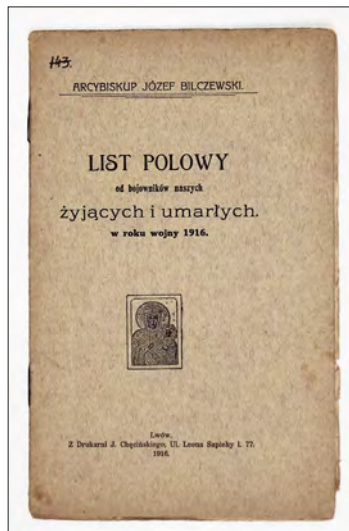 143.
ARCYBISKUP JÓZEF BILCZEWSKI.
LIST POLOWY
od bojowników naszych
żyjących i umarłych.
w roku wojny 1916.
Lwów.
Z Drukarni J. Chęcińskiego, Ul. Leona Sapiehy l. 77.
1916.